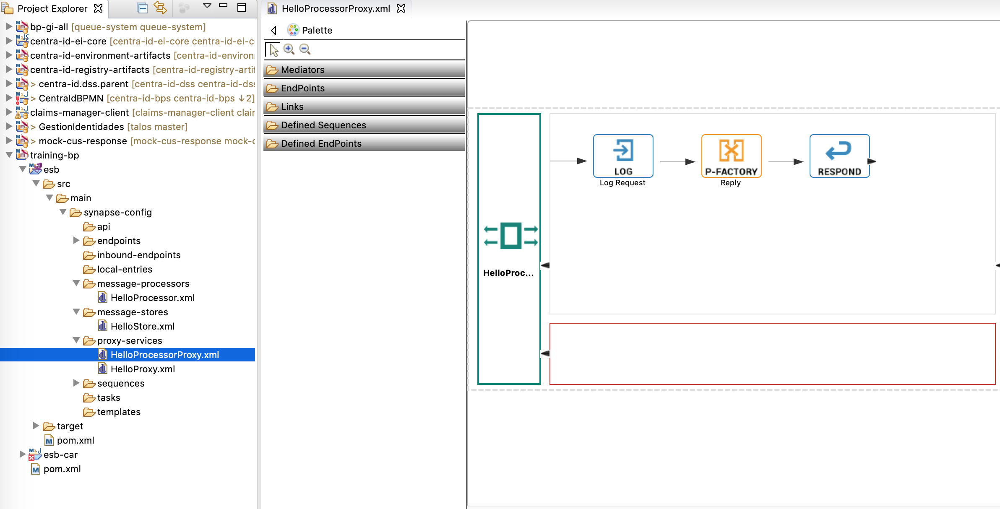 Project Explorer
bp-gi-all [queue-system queue-system]
centra-id-ei-core [centra-id-ei-core centra-id-ei-c
centra-id-environment-artifacts [centra-id-environ
centra-id-registry-artifacts [centra-id-registry-artif
> centra-id.dss.parent [centra-id-dss centra-id-ds
> CentraIdBPMN [centra-id-bps centra-id-bps ↓2]
claims-manager-client [claims-manager-client clair
> GestionIdentidades [talos master]
> mock-cus-response [mock-cus-response mock-c
training-bp
esb
src
main
synapse-config
api
endpoints
inbound-endpoints
local-entries
message-processors
HelloProcessor.xml
message-stores
HelloStore.xml
proxy-services
HelloProcessorProxy.xml
HelloProxy.xml
sequences
tasks
templates
target
pom.xml
esb-car
pom.xml
HelloProcessorProxy.xml
Palette
Mediators
EndPoints
Links
Defined Sequences
Defined EndPoints
HelloProc...
LOG
Log Request
P-FACTORY
Reply
RESPOND